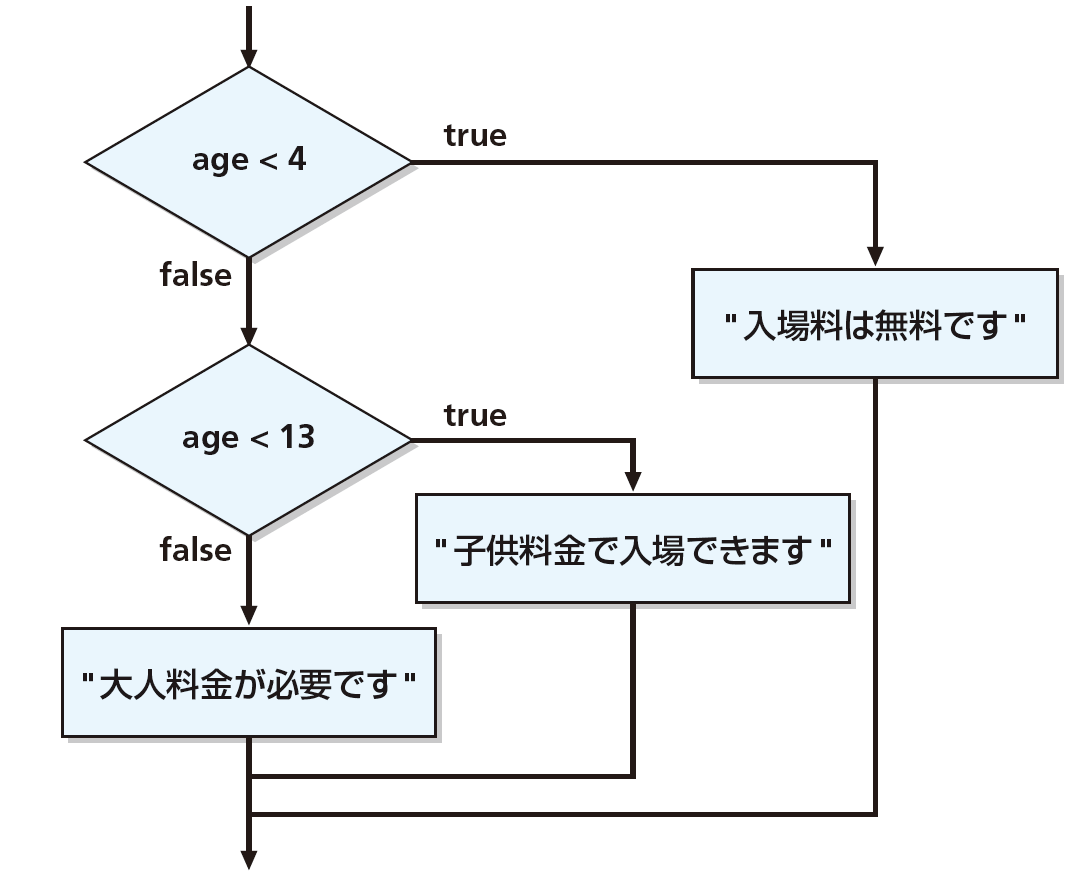 true
age < 4
false
"入場料は無料です"
true
age < 13
"子供料金で入場できます"
false
"大人料金が必要です"